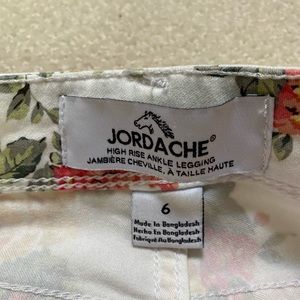 JORDACHE®
HIGH RISE ANKLE LEGGING
JAMBIÈRE CHEVILLE, À TAILLE HAUTE
6
Made In Bangladesh
Hecho En Bangladesh
Fabriqué Au Bangladesh